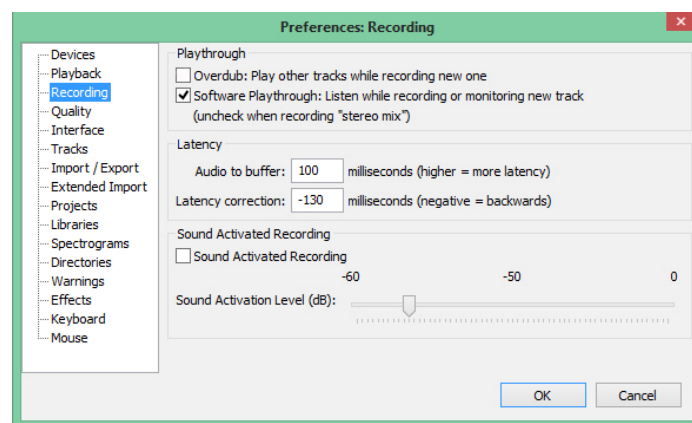 Preferences: Recording
Devices
Playback
Recording
Quality
Interface
Tracks
Import / Export
Extended Import
Projects
Libraries
Spectrograms
Directories
Warnings
Effects
Keyboard
Mouse
Playthrough
Overdub: Play other tracks while recording new one
Software Playthrough: Listen while recording or monitoring new track
(uncheck when recording "stereo mix")
Latency
Audio to buffer: 100 milliseconds (higher = more latency)
Latency correction: -130 milliseconds (negative = backwards)
Sound Activated Recording
Sound Activated Recording
-60 -50 0
Sound Activation Level (dB):
OK Cancel